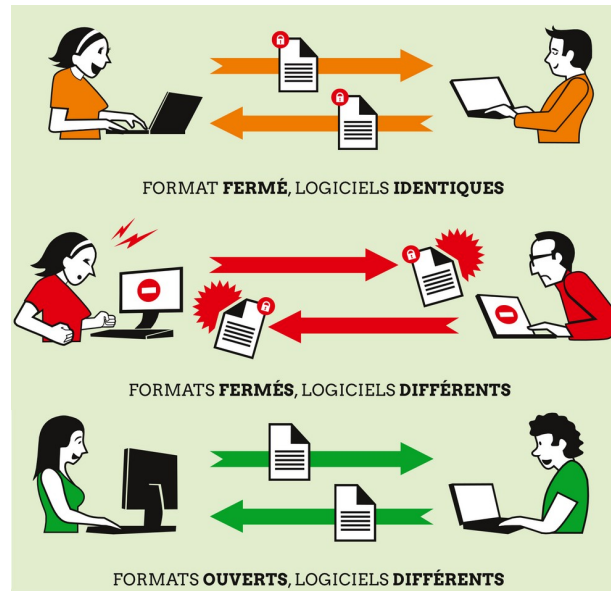 FORMAT FERMÉ, LOGICIELS IDENTIQUES
FORMATS FERMÉS, LOGICIELS DIFFÉRENTS
FORMATS OUVERTS, LOGICIELS DIFFÉRENTS